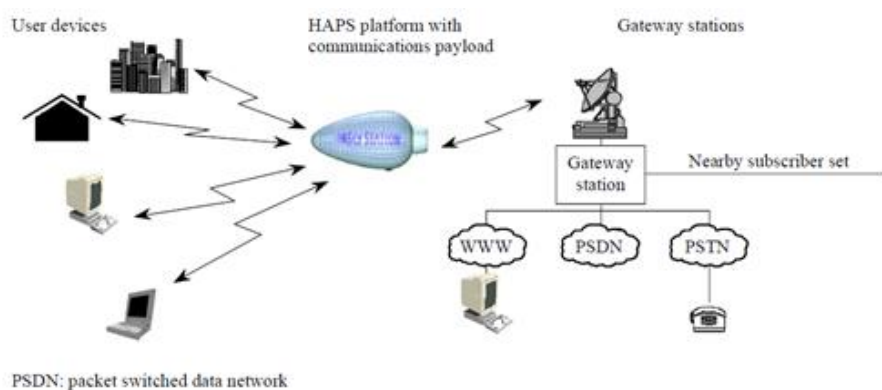 User devices
HAPS platform with
communications payload
Gateway stations
Gateway
station
Nearby subscriber set
WWW
PSDN
PSTN
PSDN: packet switched data network